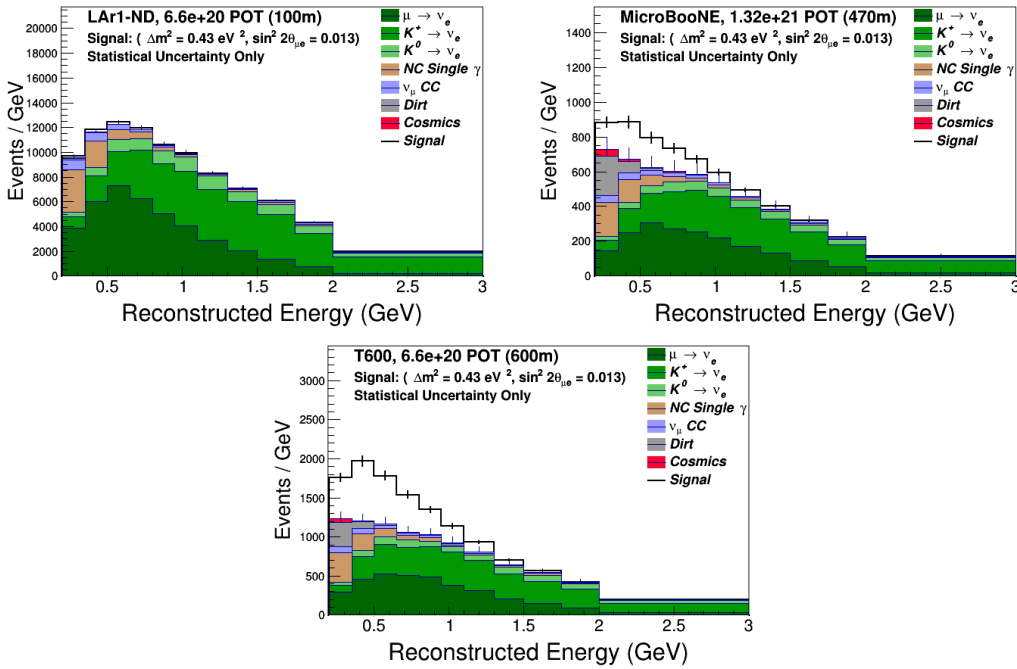 LAr1-ND, 6.6e+20 POT (100m)
Signal: ( Δm² = 0.43 eV ², sin² 2θμe = 0.013)
Statistical Uncertainty Only
μ → νe
K⁺ → νe
K⁰ → νe
NC Single γ
νμ CC
Dirt
Cosmics
Signal
Events / GeV
20000
18000
16000
14000
12000
10000
8000
6000
4000
2000
0
0.5 1 1.5 2 2.5 3
Reconstructed Energy (GeV)
MicroBooNE, 1.32e+21 POT (470m)
Signal: ( Δm² = 0.43 eV ², sin² 2θμe = 0.013)
Statistical Uncertainty Only
μ → νe
K⁺ → νe
K⁰ → νe
NC Single γ
νμ CC
Dirt
Cosmics
Signal
Events / GeV
1400
1200
1000
800
600
400
200
0
0.5 1 1.5 2 2.5 3
Reconstructed Energy (GeV)
T600, 6.6e+20 POT (600m)
Signal: ( Δm² = 0.43 eV ², sin² 2θμe = 0.013)
Statistical Uncertainty Only
μ → νe
K⁺ → νe
K⁰ → νe
NC Single γ
νμ CC
Dirt
Cosmics
Signal
Events / GeV
3000
2500
2000
1500
1000
500
0
0.5 1 1.5 2 2.5 3
Reconstructed Energy (GeV)